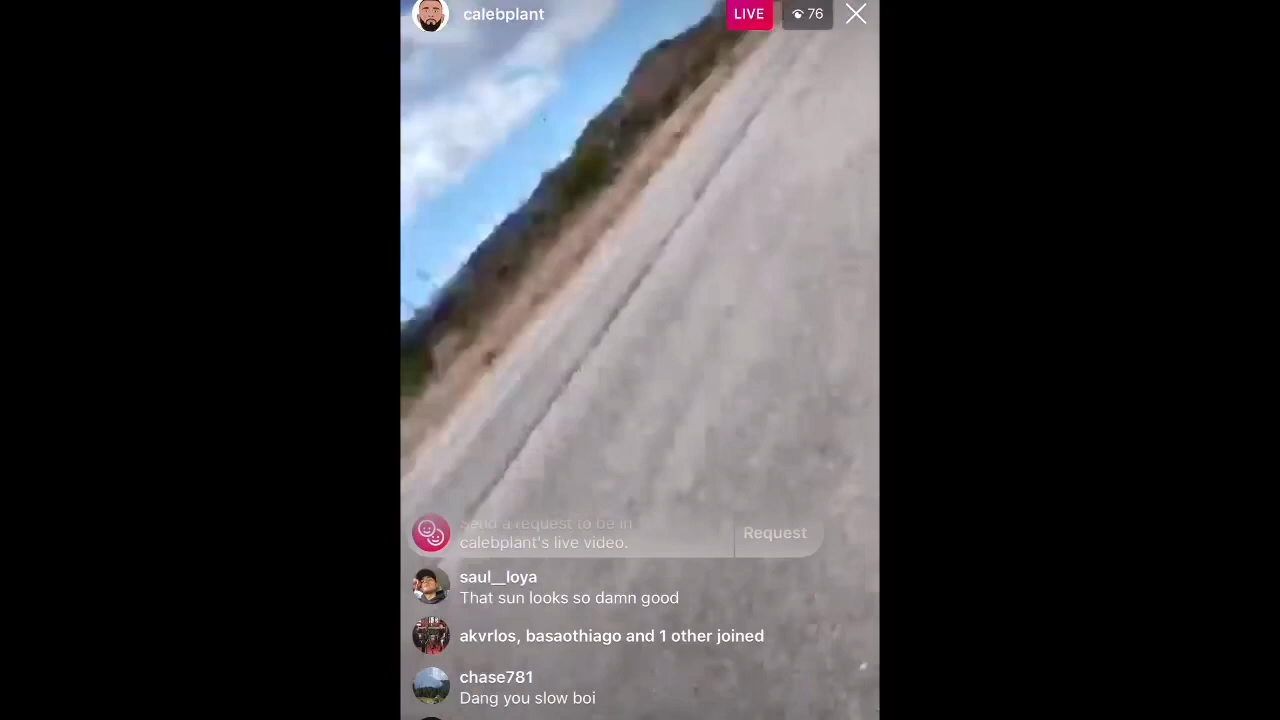 calebplant
LIVE
76
Send a request to be in
calebplant's live video.
Request
saul__loya
That sun looks so damn good
akvrlos, basaothiago and 1 other joined
chase781
Dang you slow boi